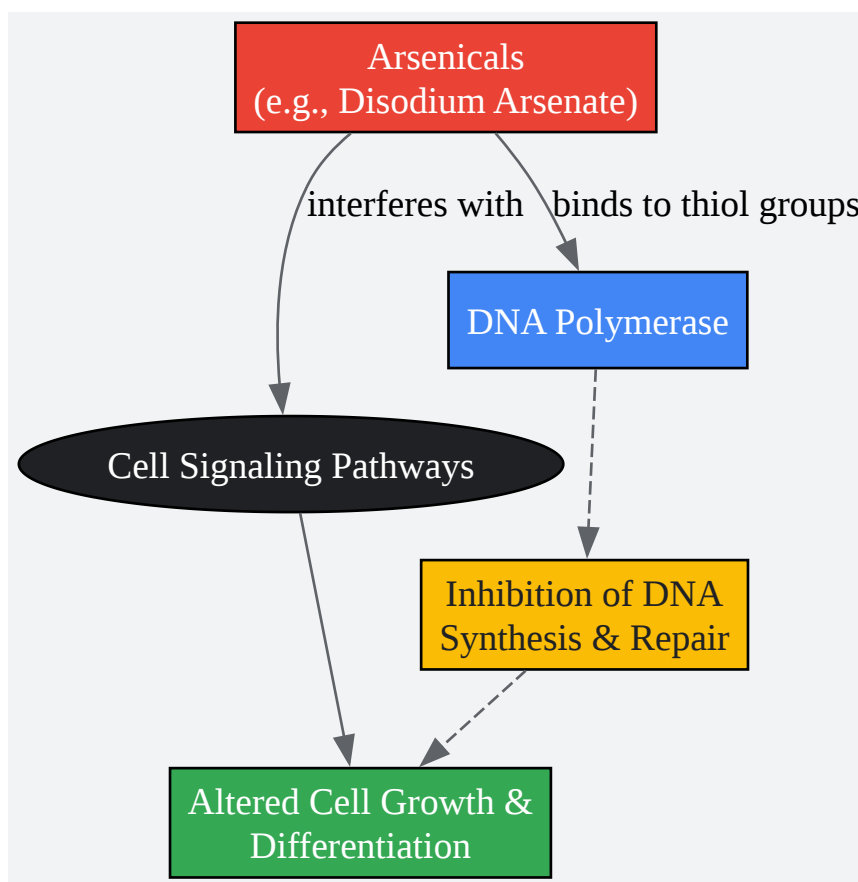 Arsenicals
(e.g., Disodium Arsenate)
interferes with
binds to thiol groups
DNA Polymerase
Cell Signaling Pathways
Inhibition of DNA
Synthesis & Repair
Altered Cell Growth &
Differentiation